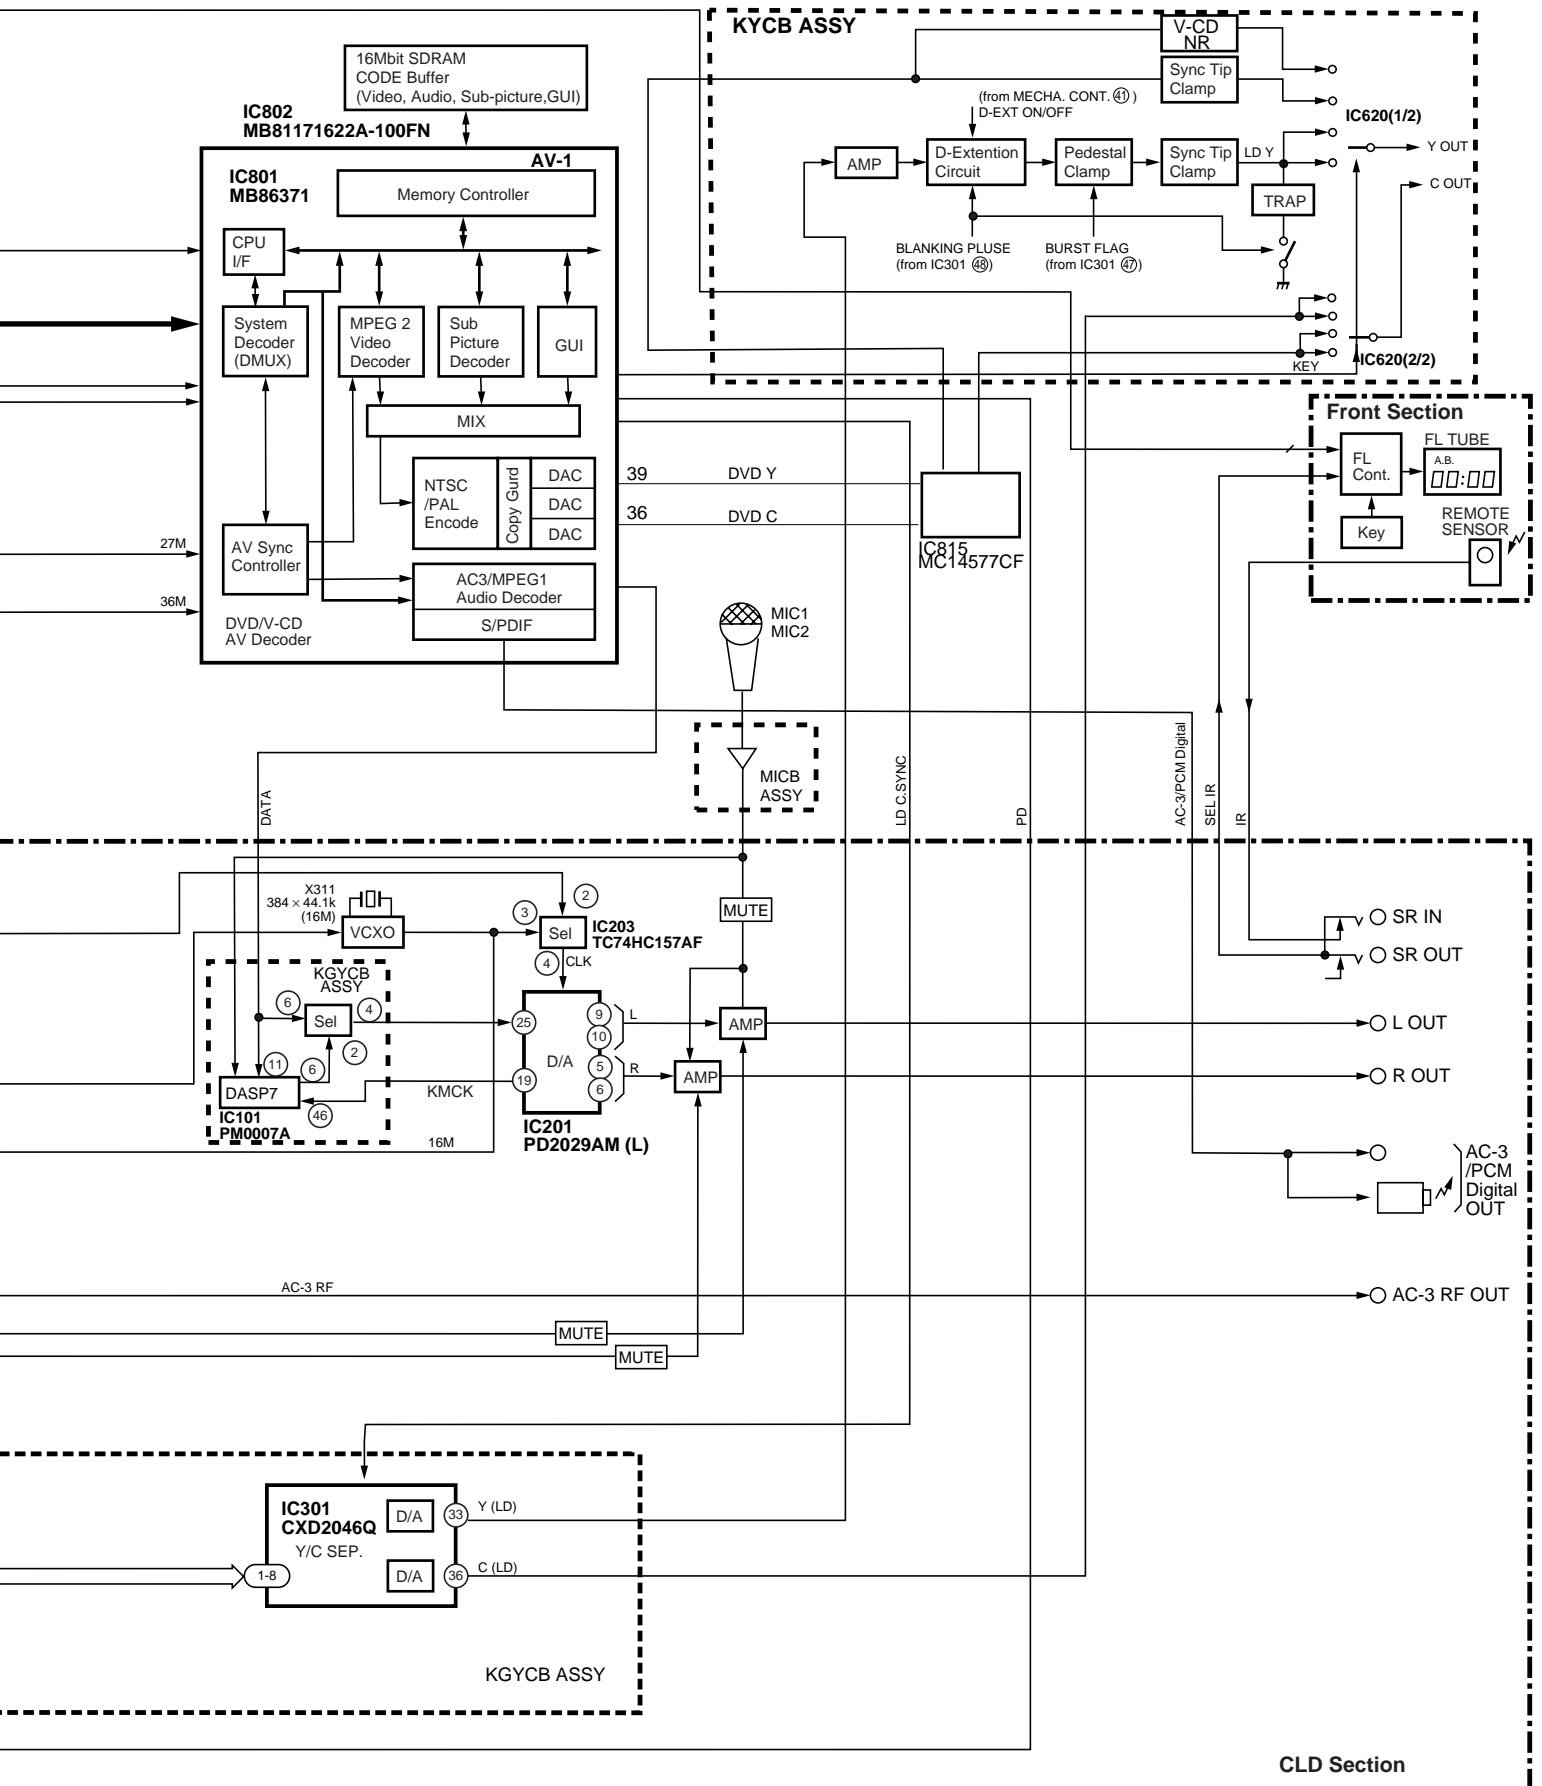 KYCB ASSY
V-CD
NR
Sync Tip
Clamp
16Mbit SDRAM
CODE Buffer
(Video, Audio, Sub-picture,GUI)
IC802
MB81171622A-100FN
(from MECHA. CONT. 41 )
D-EXT ON/OFF
IC620(1/2)
AMP
D-Extention
Circuit
Pedestal
Clamp
Sync Tip
Clamp
LD Y
Y OUT
C OUT
TRAP
BLANKING PLUSE
(from IC301 48)
BURST FLAG
(from IC301 47)
KEY
IC620(2/2)
AV-1
IC801
MB86371
Memory Controller
CPU
I/F
System
Decoder
(DMUX)
MPEG 2
Video
Decoder
Sub
Picture
Decoder
GUI
MIX
NTSC
/PAL
Encode
Copy Gurd
DAC
DAC
DAC
39
DVD Y
36
DVD C
IC815
MC14577CF
27M
AV Sync
Controller
AC3/MPEG1
Audio Decoder
S/PDIF
36M
DVD/V-CD
AV Decoder
Front Section
FL
Cont.
FL TUBE
A.B.
00:00
Key
REMOTE
SENSOR
MIC1
MIC2
MICB
ASSY
DATA
LD C.SYNC
PD
AC-3/PCM Digital
SEL IR
IR
X311
384 × 44.1k
(16M)
VCXO
2
3
Sel
IC203
TC74HC157AF
4
CLK
MUTE
KGYCB
ASSY
6
Sel
4
2
11
6
DASP7
46
IC101
PM0007A
KMCK
16M
25
19
D/A
9
10
5
6
L
R
IC201
PD2029AM (L)
AMP
AMP
SR IN
SR OUT
L OUT
R OUT
AC-3
/PCM
Digital
OUT
AC-3 RF
AC-3 RF OUT
MUTE
MUTE
IC301
CXD2046Q
Y/C SEP.
D/A
33
Y (LD)
1-8
D/A
36
C (LD)
KGYCB ASSY
CLD Section